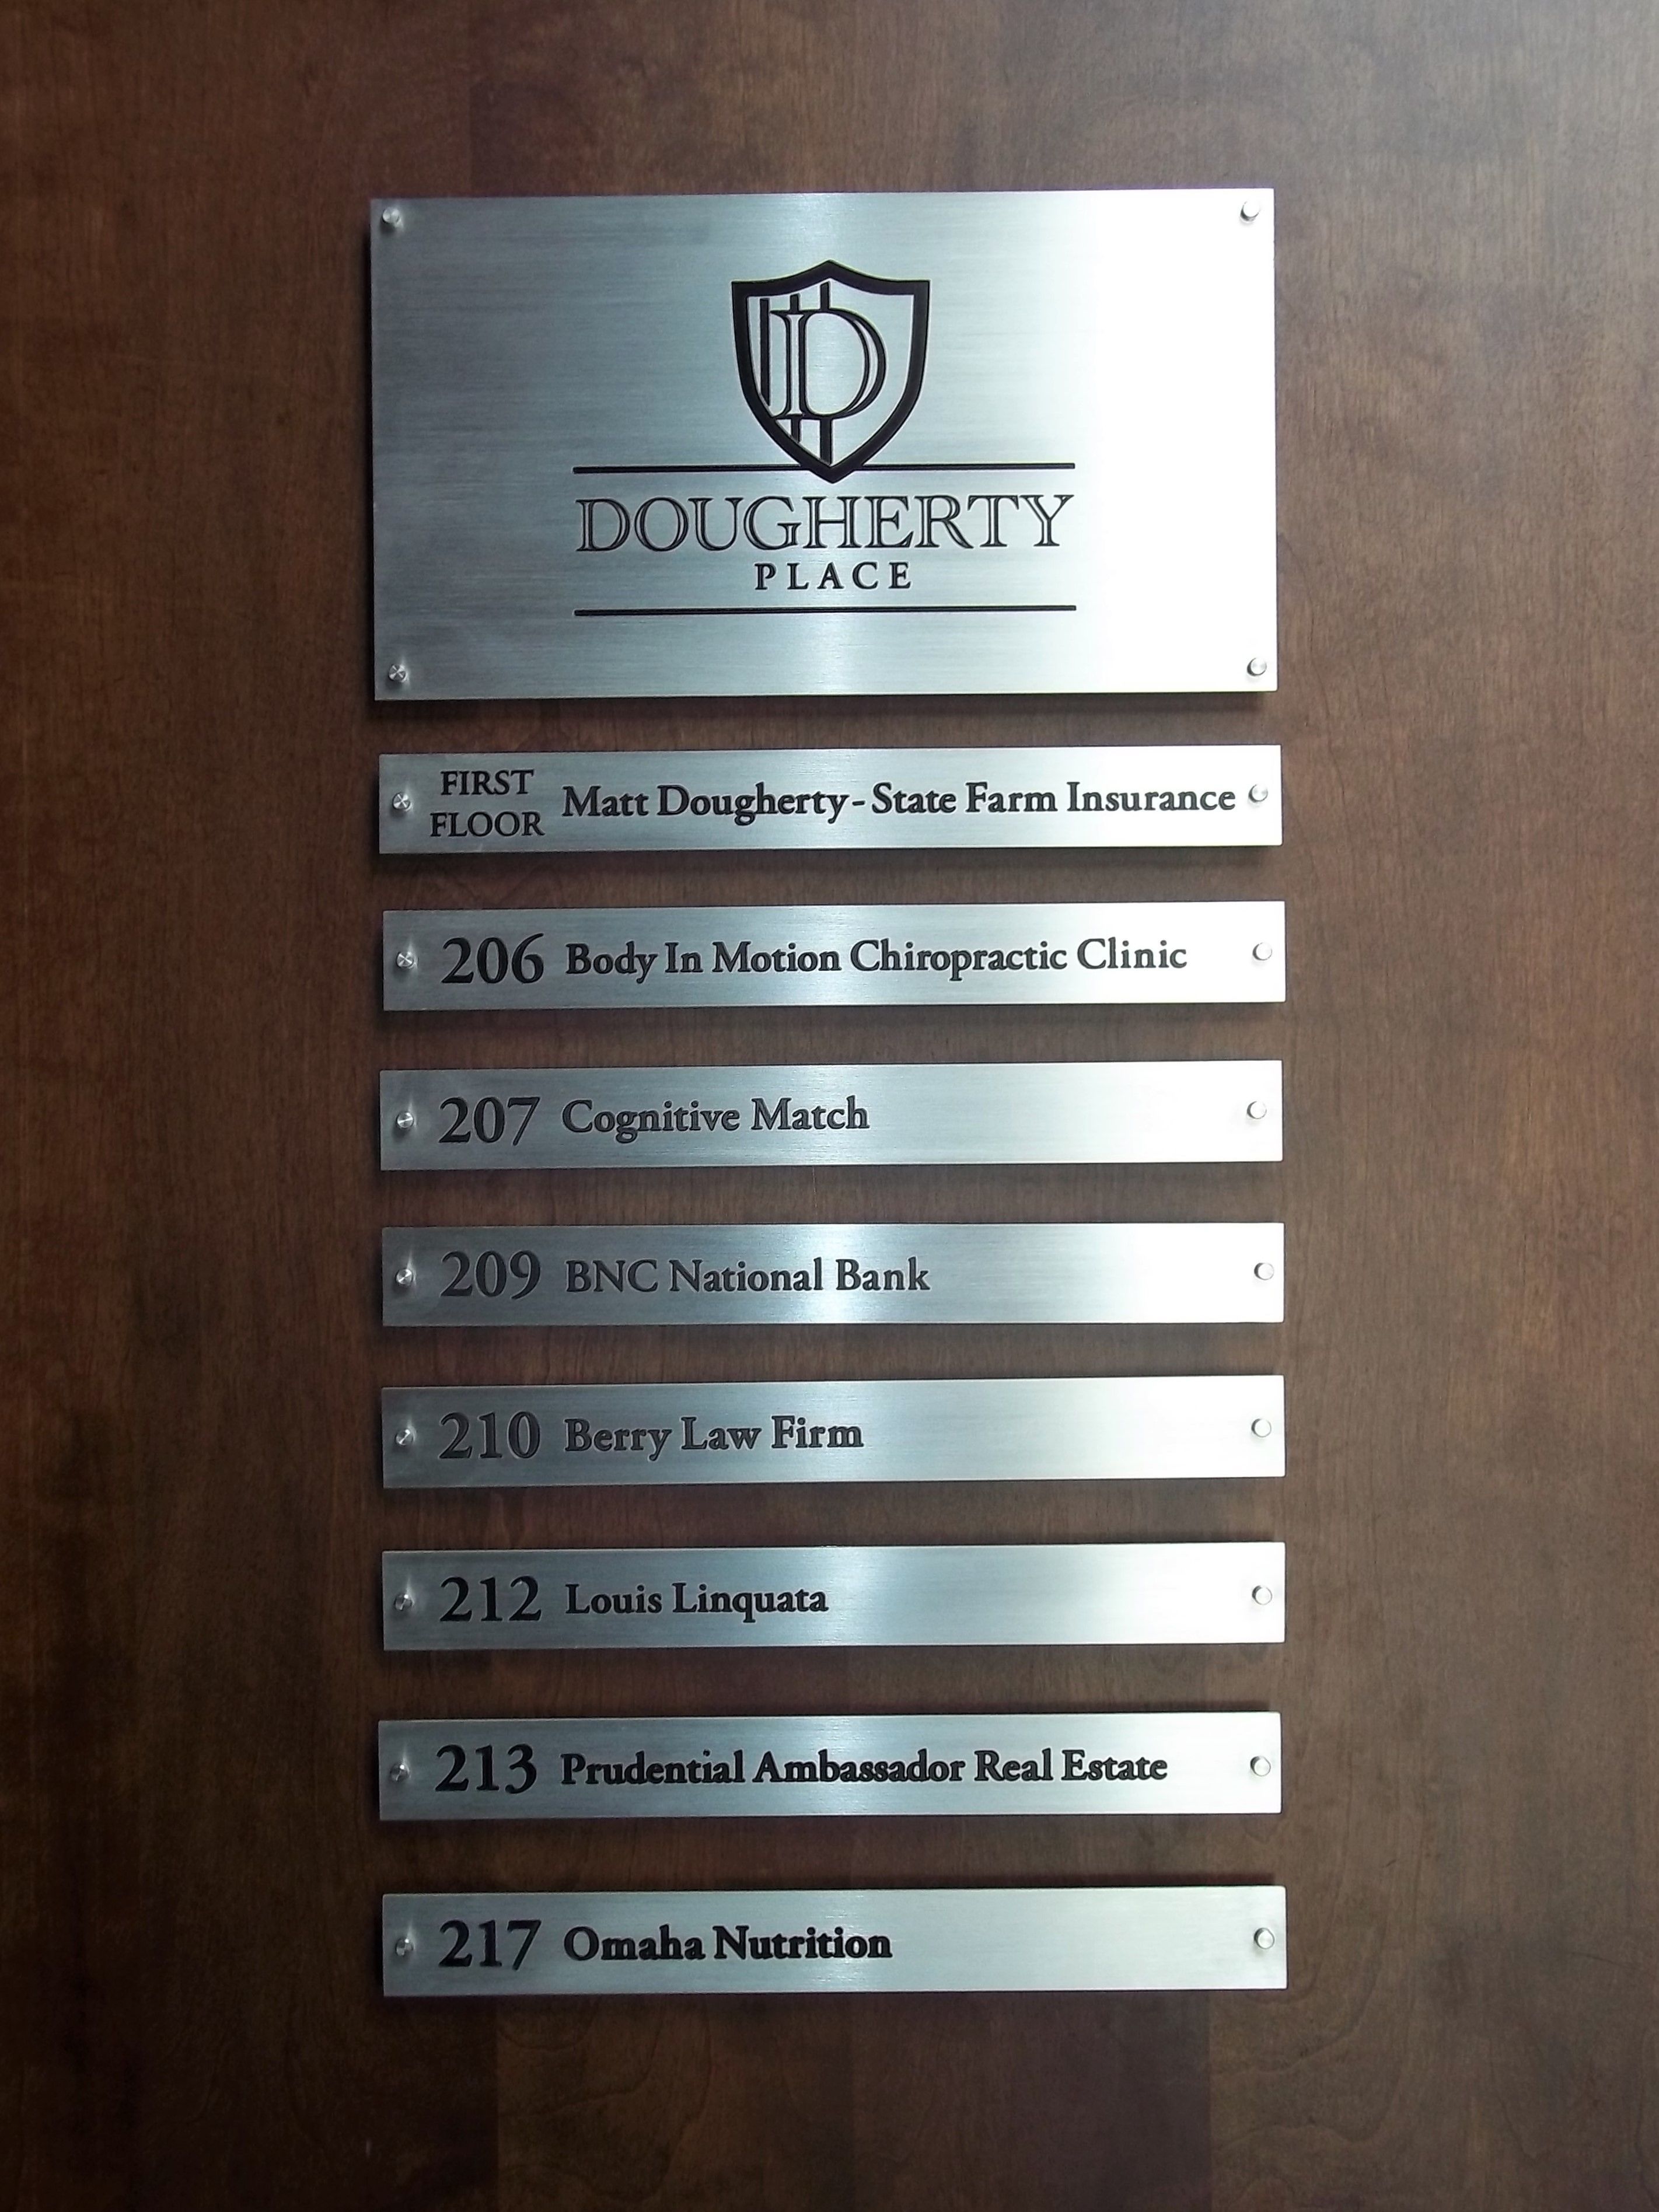 D
DOUGHERTY
PLACE
FIRST
FLOOR
Matt Dougherty - State Farm Insurance
206 Body In Motion Chiropractic Clinic
207 Cognitive Match
209 BNC National Bank
210 Berry Law Firm
212 Louis Linquata
213 Prudential Ambassador Real Estate
217 Omaha Nutrition